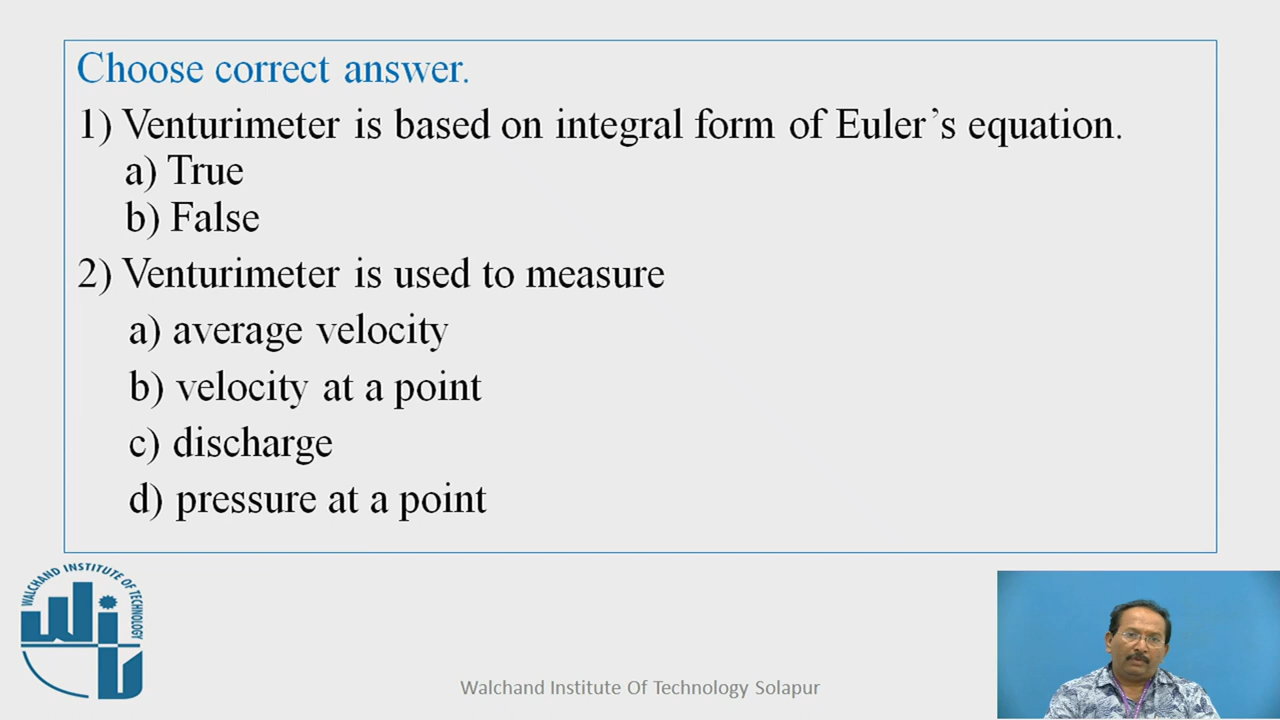 Choose correct answer.
1) Venturimeter is based on integral form of Euler's equation.
a) True
b) False
2) Venturimeter is used to measure
a) average velocity
b) velocity at a point
c) discharge
d) pressure at a point
WALCHAND INSTITUTE OF TECHNOLOGY
WIT
Walchand Institute Of Technology Solapur